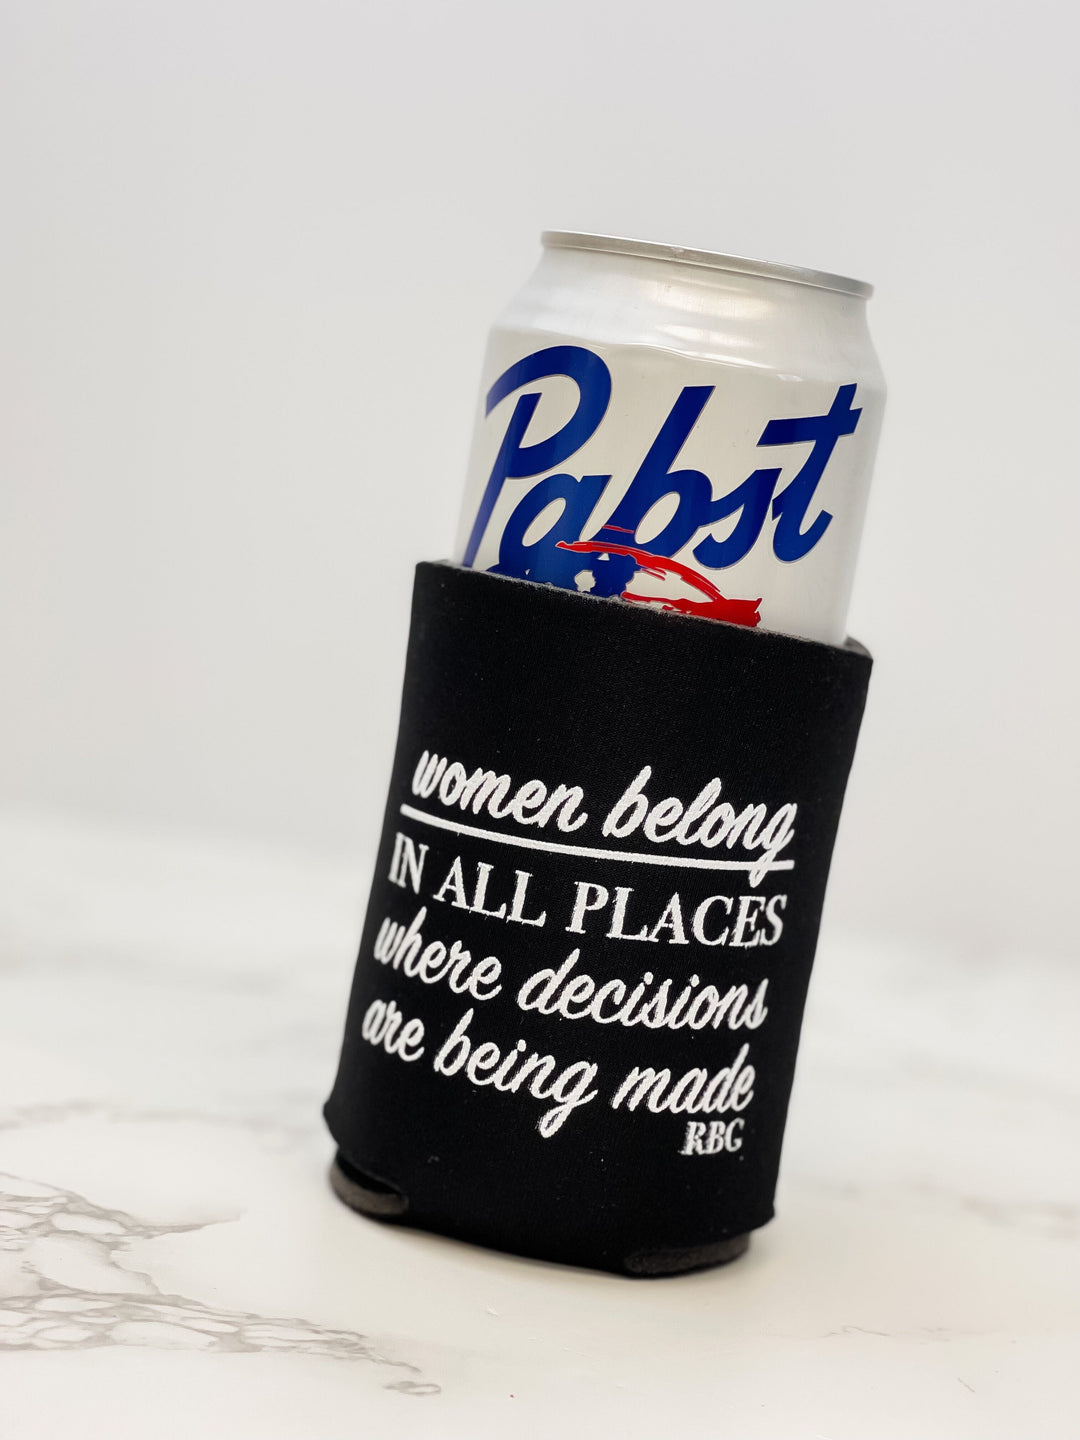 Pabst
women belong
IN ALL PLACES
where decisions
are being made
RBG